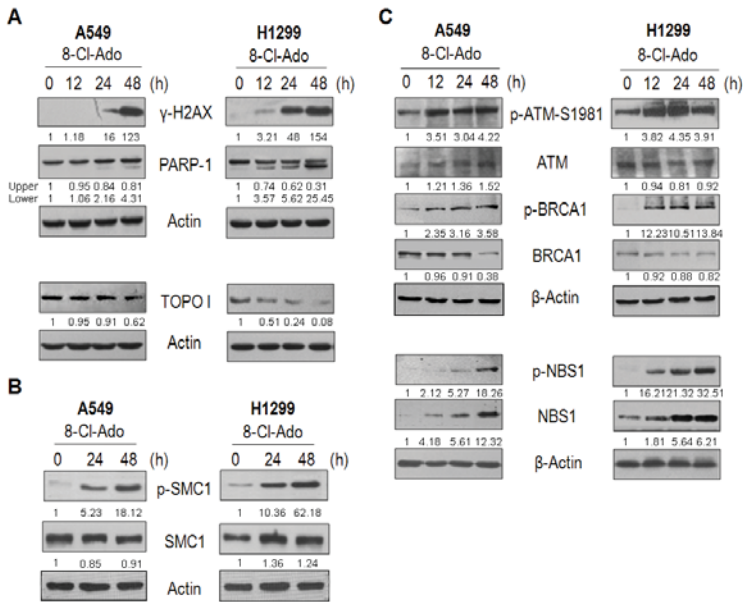 A
A549
8-Cl-Ado
0 12 24 48 (h)
H1299
8-Cl-Ado
0 12 24 48 (h)
γ-H2AX
1 1.18 16 123
1 3.21 48 154
PARP-1
Upper 1 0.95 0.84 0.81
Lower 1 1.06 2.16 4.31
1 0.74 0.62 0.31
1 3.57 5.62 25.45
Actin
TOPO I
1 0.95 0.91 0.62
1 0.51 0.24 0.08
Actin
B
A549
8-Cl-Ado
0 24 48 (h)
H1299
8-Cl-Ado
0 24 48 (h)
p-SMC1
1 5.23 18.12
1 10.36 62.18
SMC1
1 0.85 0.91
1 1.36 1.24
Actin
C
A549
8-Cl-Ado
0 12 24 48 (h)
H1299
8-Cl-Ado
0 12 24 48 (h)
p-ATM-S1981
1 3.51 3.04 4.22
1 3.82 4.35 3.91
ATM
1 1.21 1.36 1.52
1 0.94 0.81 0.92
p-BRCA1
1 2.35 3.16 3.58
1 12.23 10.51 13.84
BRCA1
1 0.96 0.91 0.38
1 0.92 0.88 0.82
β-Actin
p-NBS1
1 2.12 5.27 18.26
1 16.21 21.32 32.51
NBS1
1 4.18 5.61 12.32
1 1.81 5.64 6.21
β-Actin